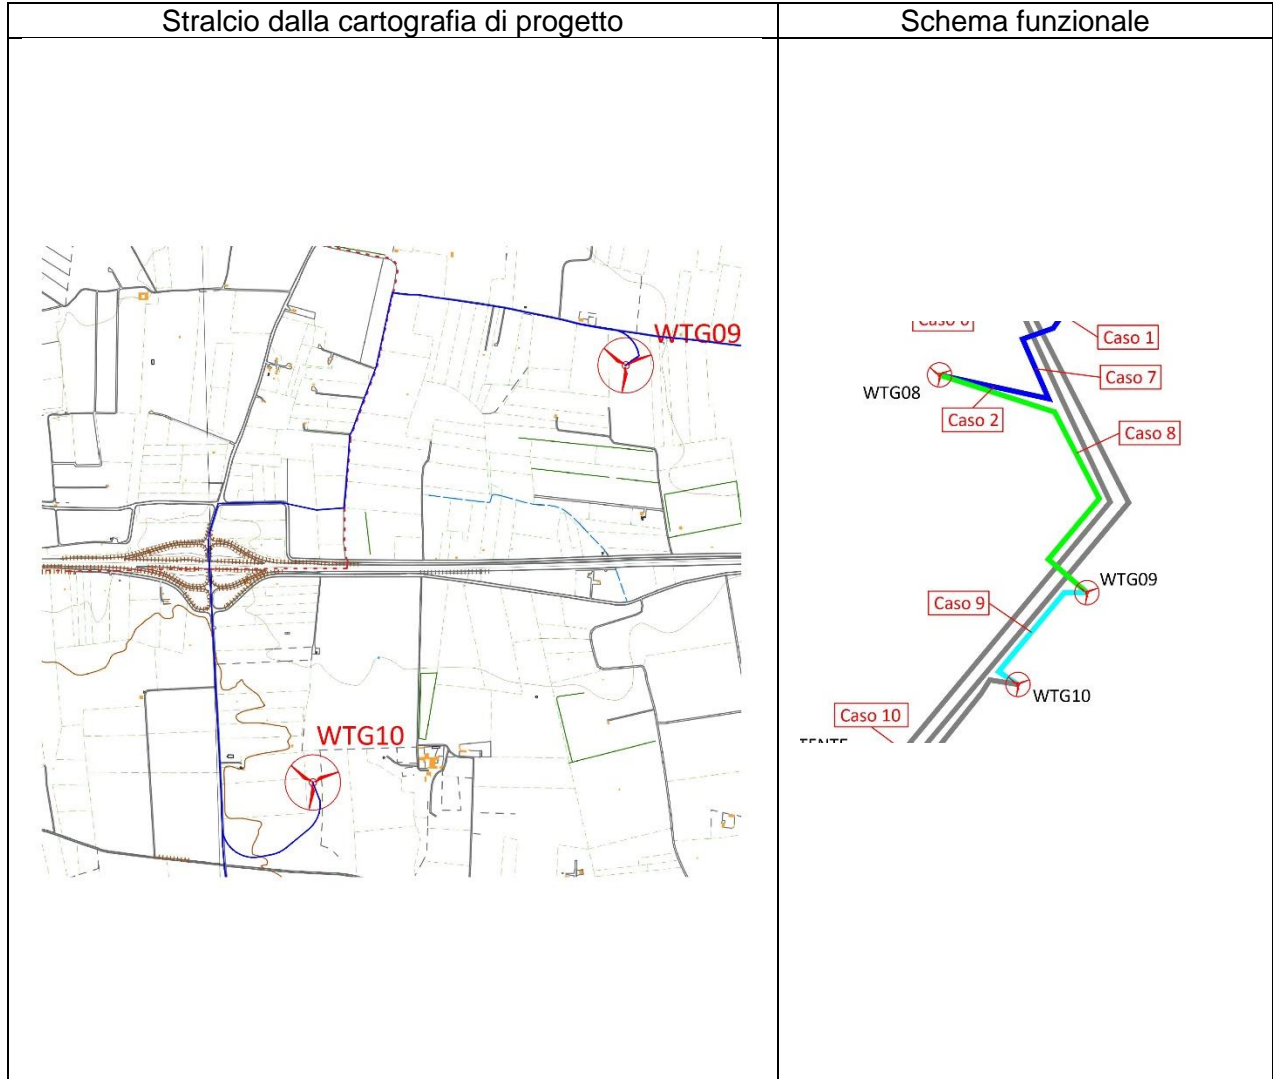 Stralcio dalla cartografia di progetto
Schema funzionale
WTG09
WTG10
Caso 1
Caso 7
WTG08
Caso 2
Caso 8
WTG09
Caso 9
WTG10
Caso 10